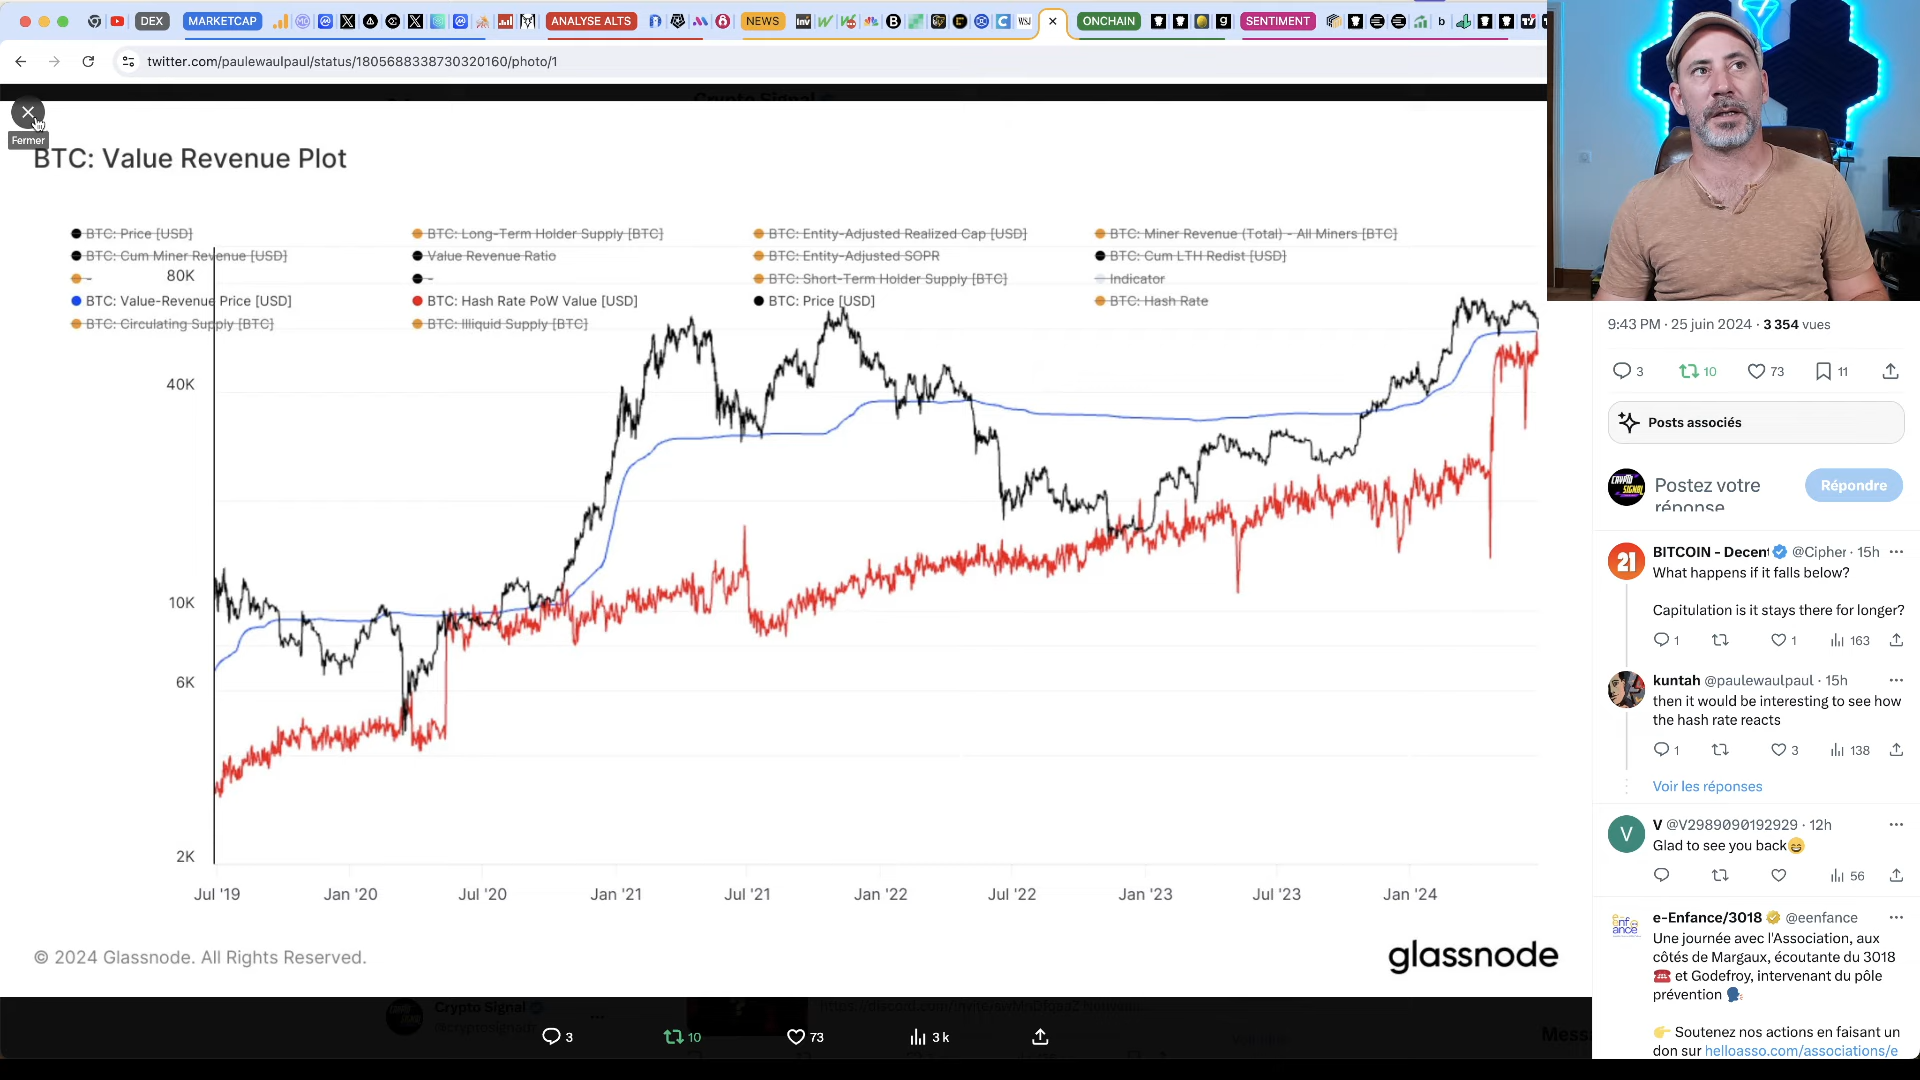 DEX
MARKETCAP
ANALYSE ALTS
NEWS
ONCHAIN
SENTIMENT
twitter.com/paulewaulpaul/status/1805688338730320160/photo/1
Fermer
BTC: Value Revenue Plot
BTC: Price [USD]
BTC: Long-Term Holder Supply [BTC]
BTC: Entity-Adjusted Realized Cap [USD]
BTC: Miner Revenue (Total) - All Miners [BTC]
BTC: Cum Miner Revenue [USD]
Value Revenue Ratio
BTC: Entity-Adjusted SOPR
BTC: Cum LTH Redist [USD]
-
-
BTC: Short-Term Holder Supply [BTC]
Indicator
BTC: Value-Revenue Price [USD]
BTC: Hash Rate PoW Value [USD]
BTC: Price [USD]
BTC: Hash Rate
BTC: Circulating Supply [BTC]
BTC: Illiquid Supply [BTC]
80K
40K
10K
6K
2K
Jul '19
Jan '20
Jul '20
Jan '21
Jul '21
Jan '22
Jul '22
Jan '23
Jul '23
Jan '24
© 2024 Glassnode. All Rights Reserved.
glassnode
Crypto Signal
3
10
73
3 k
9:43 PM · 25 juin 2024 · 3 354 vues
3
10
73
11
Posts associés
CRYPTO SIGNAL
Postez votre
réponse
Répondre
21
BITCOIN - Decent @Cipher · 15h
What happens if it falls below?
Capitulation is it stays there for longer?
1
1
163
kuntah @paulewaulpaul · 15h
then it would be interesting to see how
the hash rate reacts
1
3
138
Voir les réponses
V
V @V2989090192929 · 12h
Glad to see you back😄
56
e-Enfance/3018 @eenfance
Une journée avec l'Association, aux
côtés de Margaux, écoutante du 3018
☎️ et Godefroy, intervenant du pôle
prévention 🗣️
👉 Soutenez nos actions en faisant un
don sur helloasso.com/associations/e